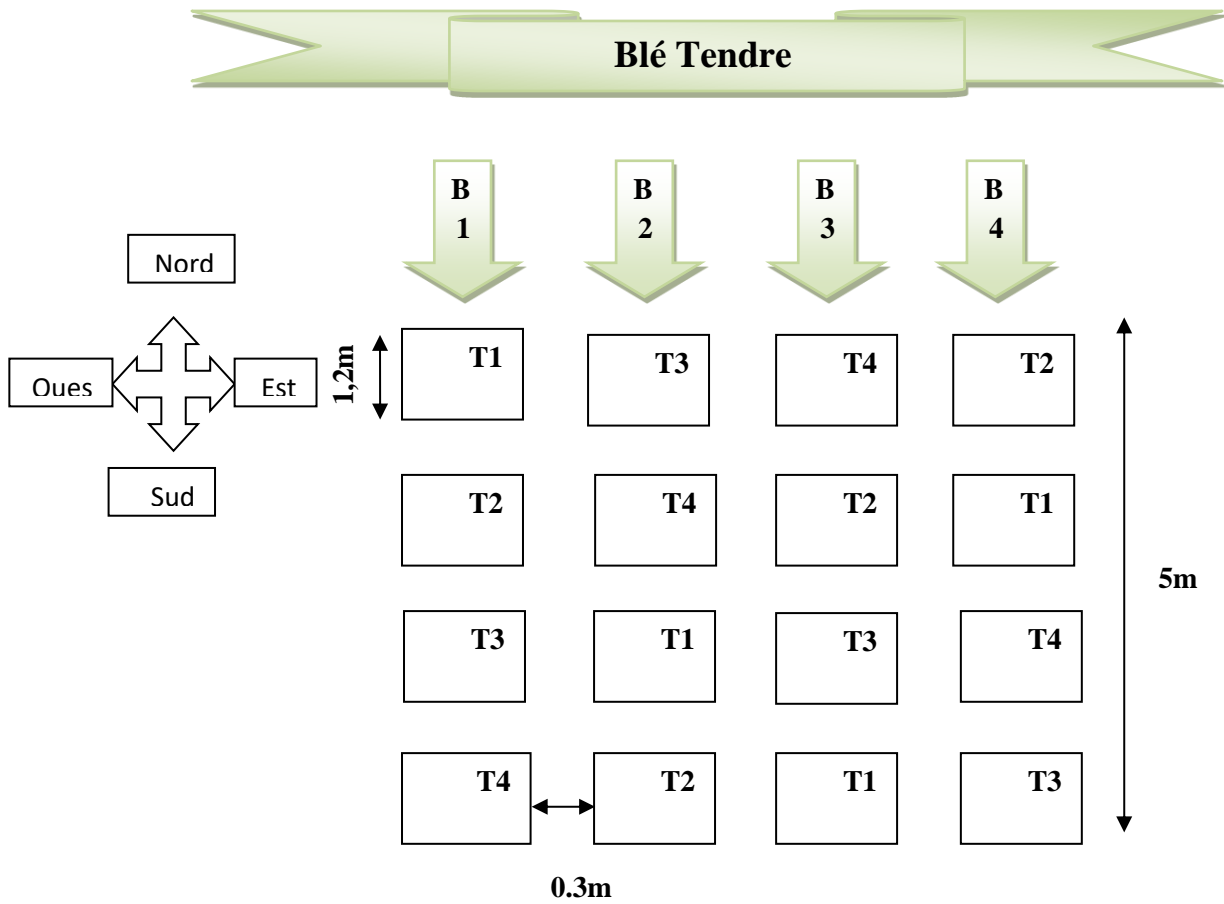 Blé Tendre
B
1
B
2
B
3
B
4
Nord
Oues
Est
Sud
1,2m
T1
T3
T4
T2
T2
T4
T2
T1
5m
T3
T1
T3
T4
T4
T2
T1
T3
0.3m